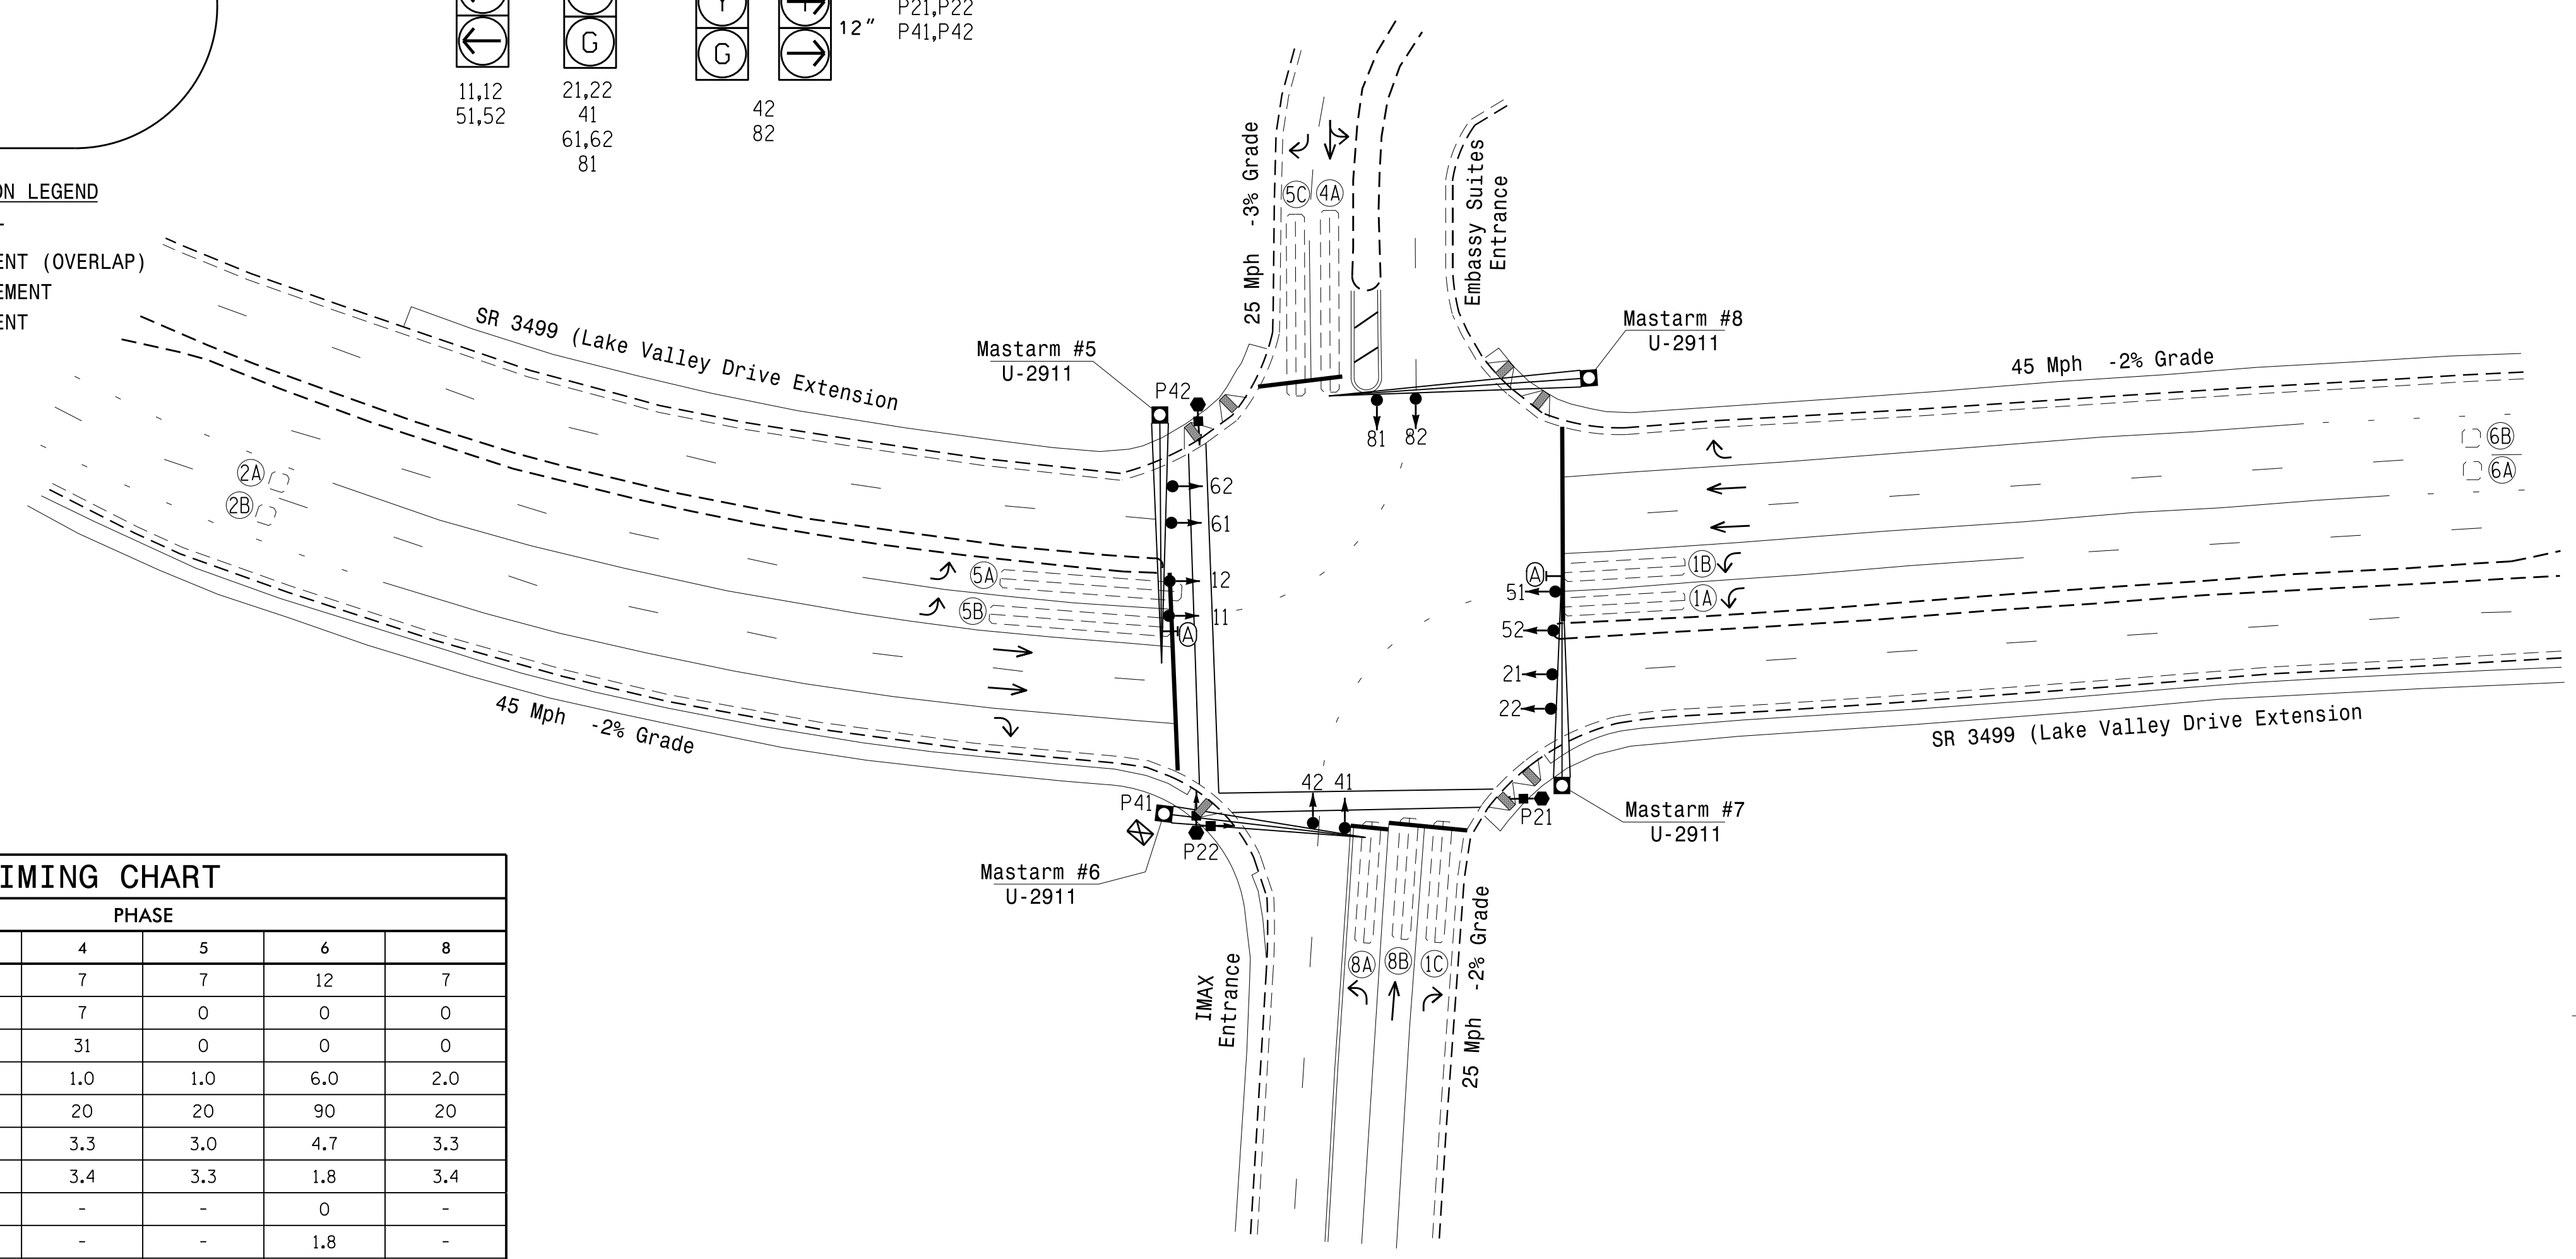 Y
G
G
12"
P21,P22
P41,P42
11,12
51,52
21,22
41
61,62
81
42
82
ON LEGEND
ENT (OVERLAP)
EMENT
ENT
SR 3499 (Lake Valley Drive Extension
25 Mph -3% Grade
5C
4A
Embassy Suites
Entrance
Mastarm #5
U-2911
P42
Mastarm #8
U-2911
45 Mph -2% Grade
81
82
62
61
12
11
A
2A
2B
5A
5B
6B
6A
1B
1A
A
51
52
21
22
45 Mph -2% Grade
SR 3499 (Lake Valley Drive Extension
P41
42
41
P21
P22
Mastarm #7
U-2911
Mastarm #6
U-2911
8A
8B
1C
IMAX
Entrance
25 Mph -2% Grade
IMING CHART
PHASE
4 5 6 8
7 7 12 7
7 0 0 0
31 0 0 0
1.0 1.0 6.0 2.0
20 20 90 20
3.3 3.0 4.7 3.3
3.4 3.3 1.8 3.4
- - 0 -
- - 1.8 -